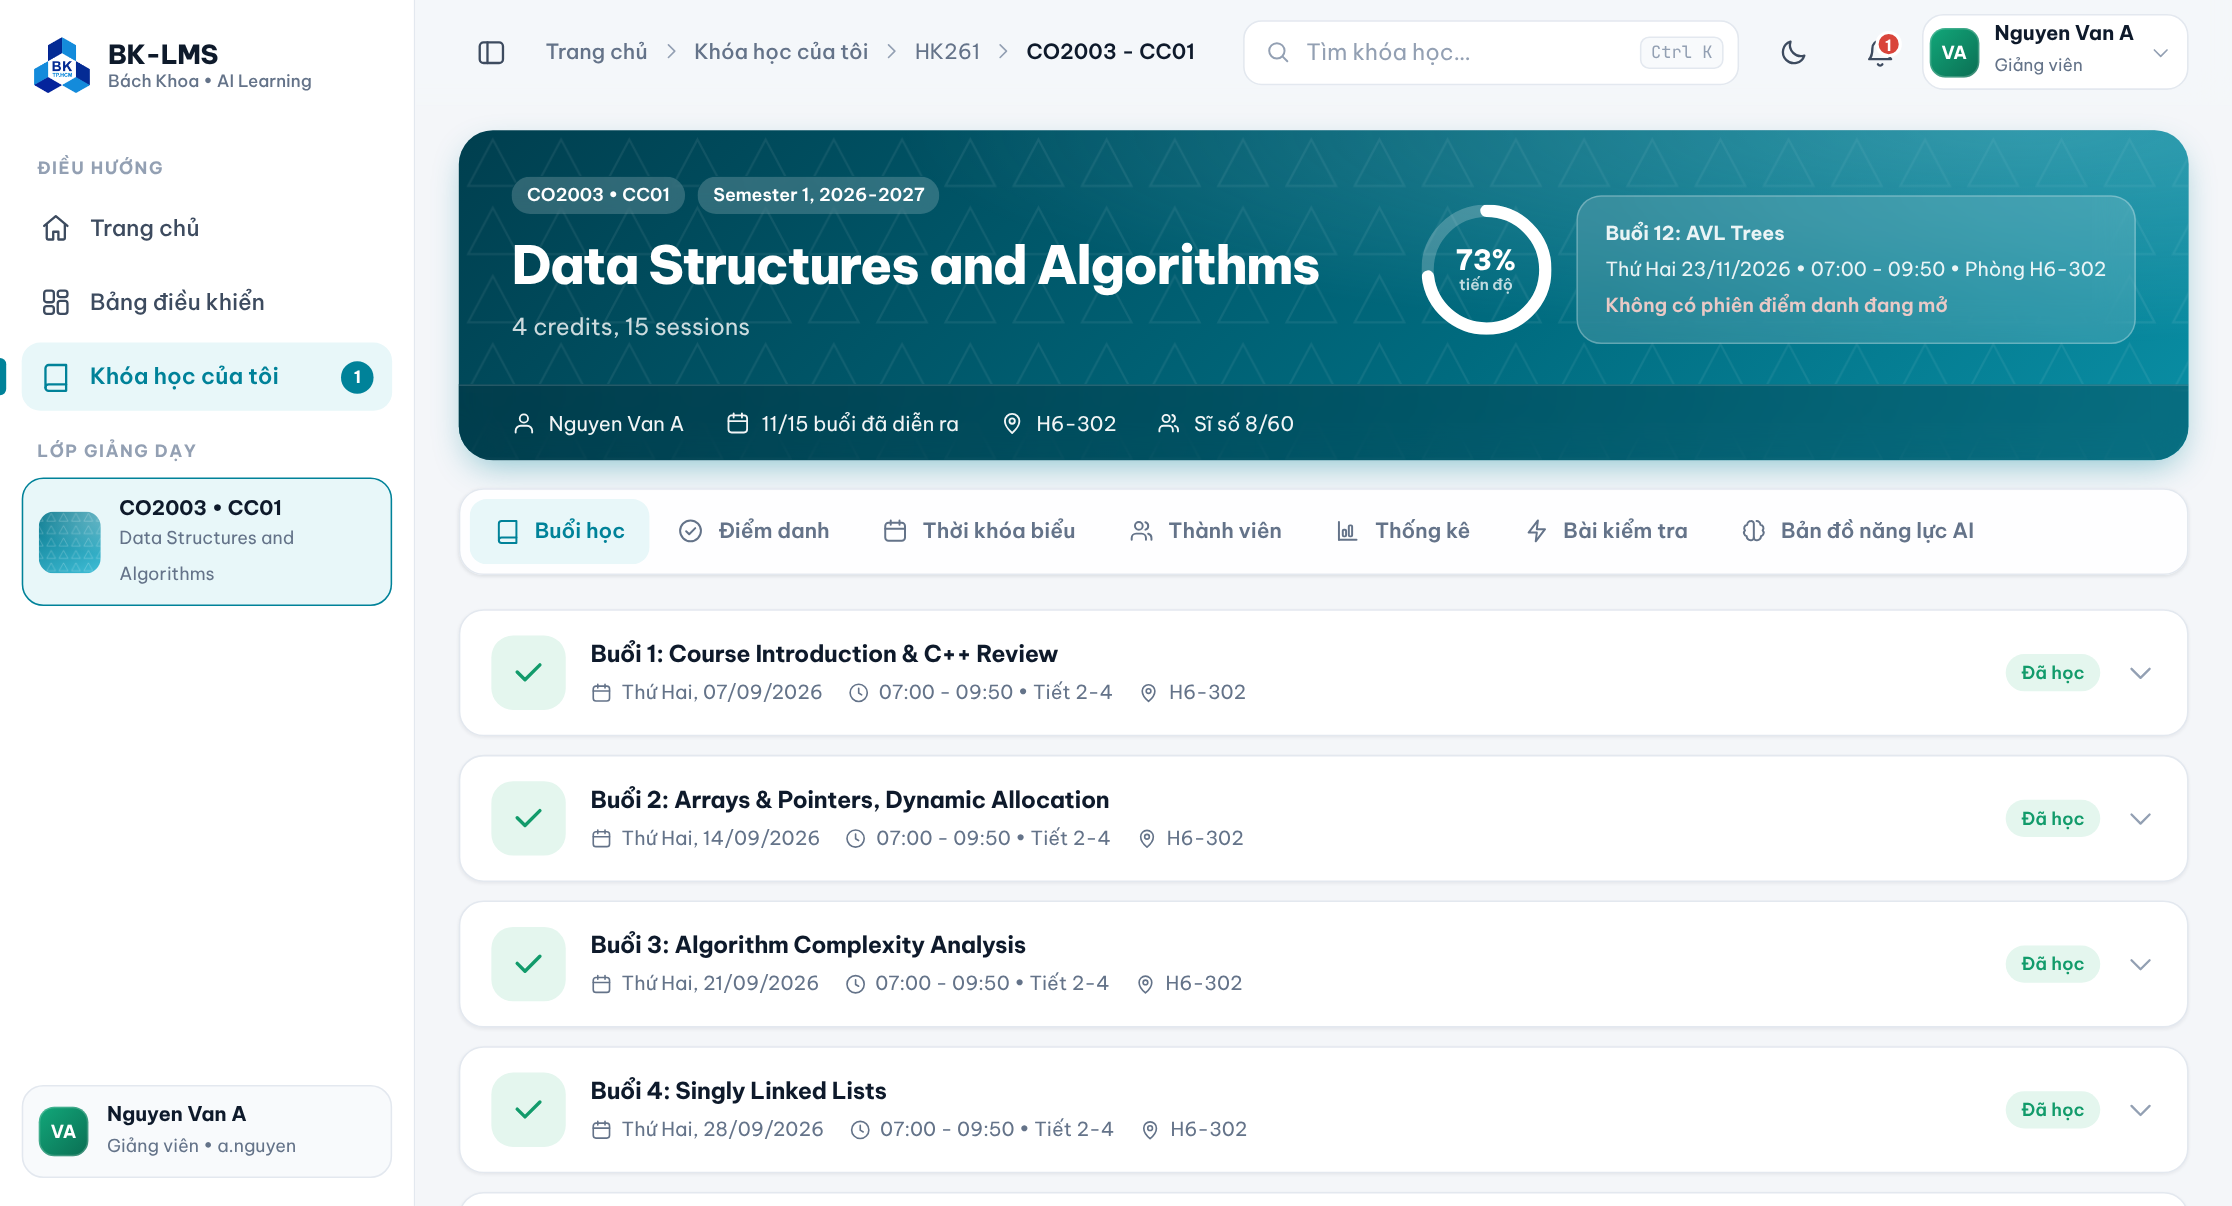 BK
TP.HCM
BK-LMS
Bách Khoa • AI Learning
ĐIỀU HƯỚNG
Trang chủ
Bảng điều khiển
Khóa học của tôi
1
LỚP GIẢNG DẠY
CO2003 • CC01
Data Structures and
Algorithms
VA
Nguyen Van A
Giảng viên • a.nguyen
Trang chủ
Khóa học của tôi
HK261
CO2003 - CC01
Tìm khóa học...
Ctrl K
1
VA
Nguyen Van A
Giảng viên
CO2003 • CC01
Semester 1, 2026-2027
Data Structures and Algorithms
4 credits, 15 sessions
73%
tiến độ
Buổi 12: AVL Trees
Thứ Hai 23/11/2026 • 07:00 - 09:50 • Phòng H6-302
Không có phiên điểm danh đang mở
Nguyen Van A
11/15 buổi đã diễn ra
H6-302
Sĩ số 8/60
Buổi học
Điểm danh
Thời khóa biểu
Thành viên
Thống kê
Bài kiểm tra
Bản đồ năng lực AI
Buổi 1: Course Introduction & C++ Review
Thứ Hai, 07/09/2026
07:00 - 09:50 • Tiết 2-4
H6-302
Đã học
Buổi 2: Arrays & Pointers, Dynamic Allocation
Thứ Hai, 14/09/2026
07:00 - 09:50 • Tiết 2-4
H6-302
Đã học
Buổi 3: Algorithm Complexity Analysis
Thứ Hai, 21/09/2026
07:00 - 09:50 • Tiết 2-4
H6-302
Đã học
Buổi 4: Singly Linked Lists
Thứ Hai, 28/09/2026
07:00 - 09:50 • Tiết 2-4
H6-302
Đã học